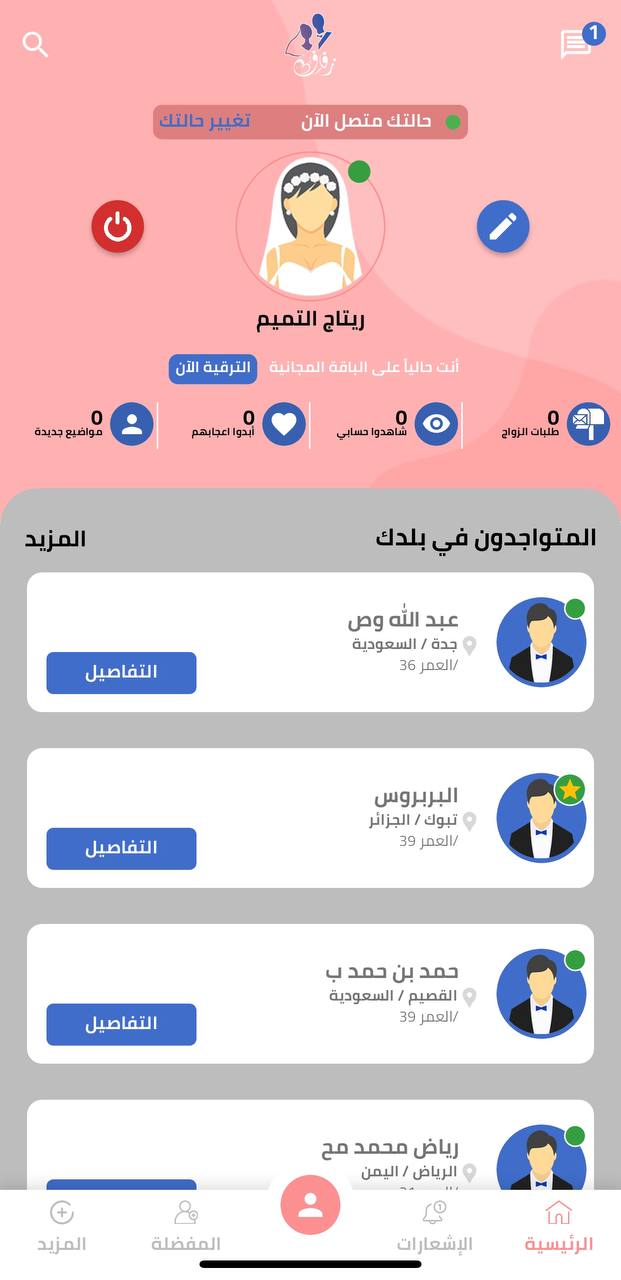 1
زفاف
حالتك متصل الآن
تغيير حالتك
ريتاج التميم
أنت حالياً على الباقة المجانية
الترقية الآن
0
طلبات الزواج
0
شاهدوا حسابي
0
أبدوا اعجابهم
0
مواضيع جديدة
المتواجدون في بلدك
المزيد
عبد الله وص
جدة / السعودية
/العمر 36
التفاصيل
البربروس
تبوك / الجزائر
/العمر 39
التفاصيل
حمد بن حمد ب
القصيم / السعودية
/العمر 39
التفاصيل
رياض محمد مح
الرياض / اليمن
الرئيسية
1
الإشعارات
المفضلة
المزيد